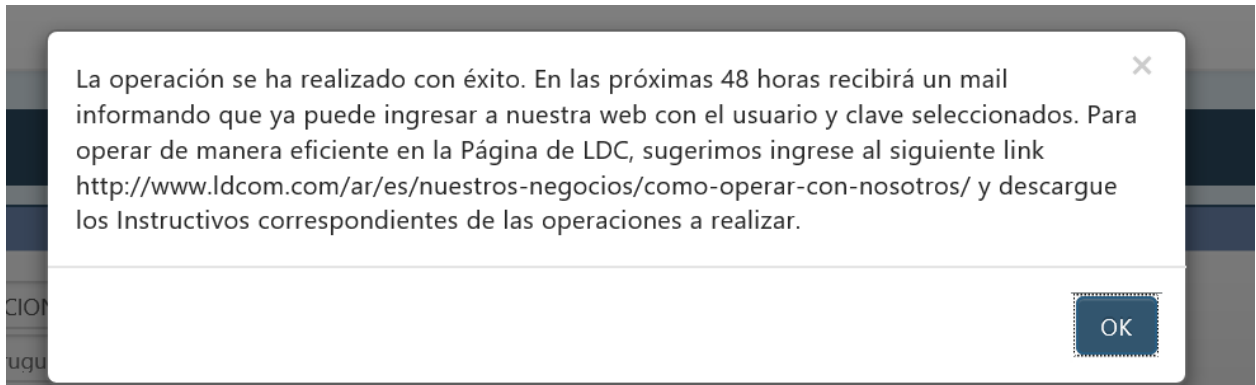 La operación se ha realizado con éxito. En las próximas 48 horas recibirá un mail
informando que ya puede ingresar a nuestra web con el usuario y clave seleccionados. Para
operar de manera eficiente en la Página de LDC, sugerimos ingrese al siguiente link
http://www.ldcom.com/ar/es/nuestros-negocios/como-operar-con-nosotros/ y descargue
los Instructivos correspondientes de las operaciones a realizar.
OK